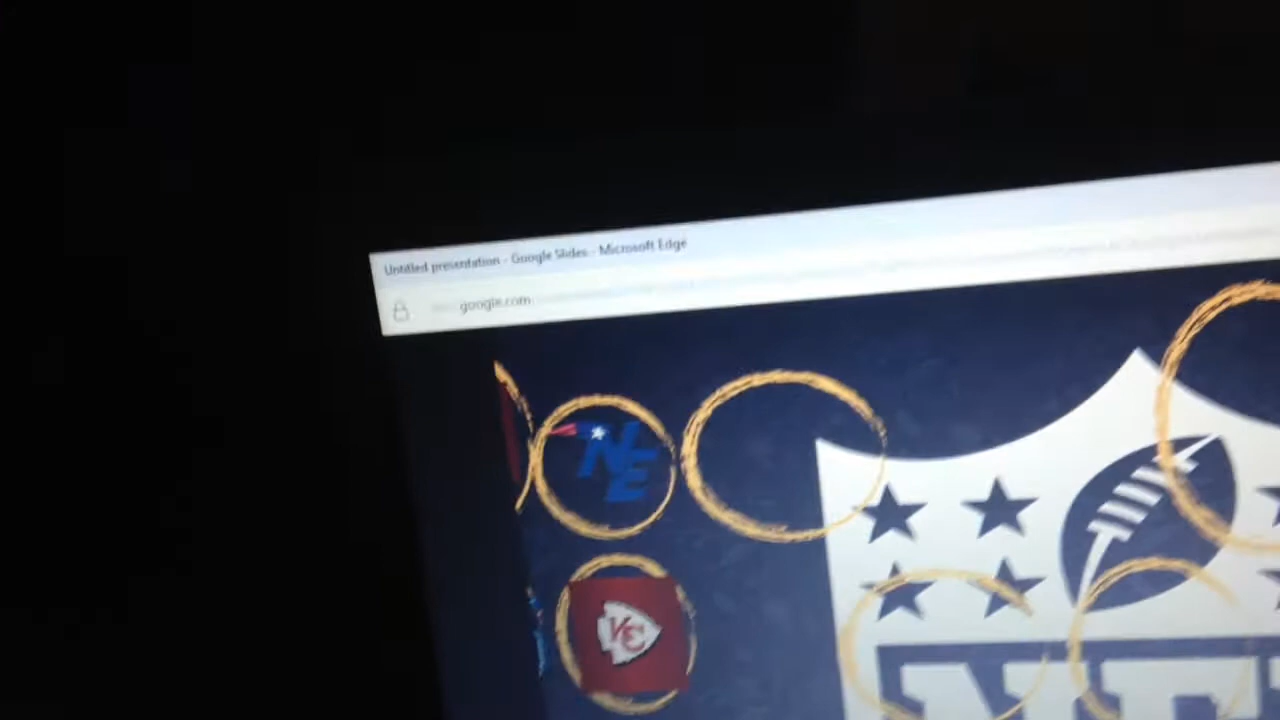 Untitled presentation - Google Slides - Microsoft Edge
google.com
NE
KC